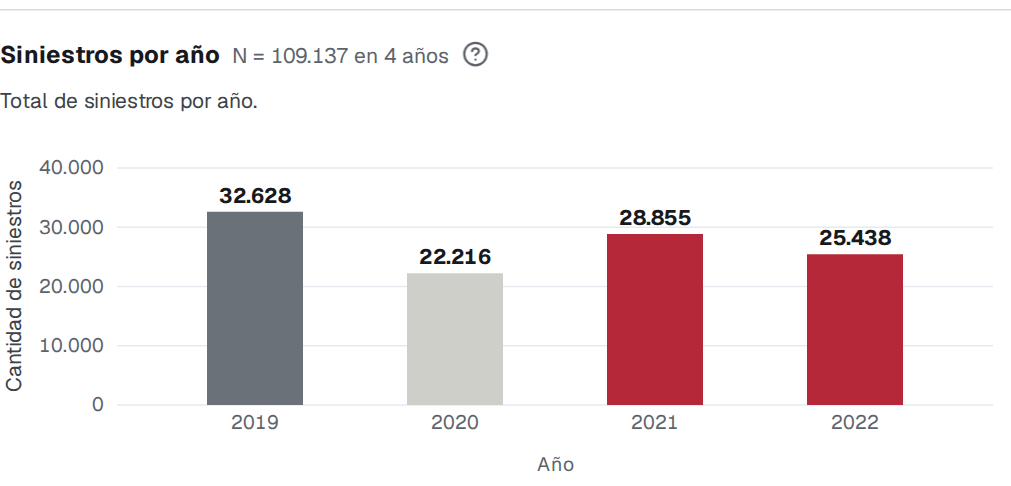 Siniestros por año N = 109.137 en 4 años ?
Total de siniestros por año.
Cantidad de siniestros
40.000
30.000
20.000
10.000
0
32.628
22.216
28.855
25.438
2019 2020 2021 2022
Año